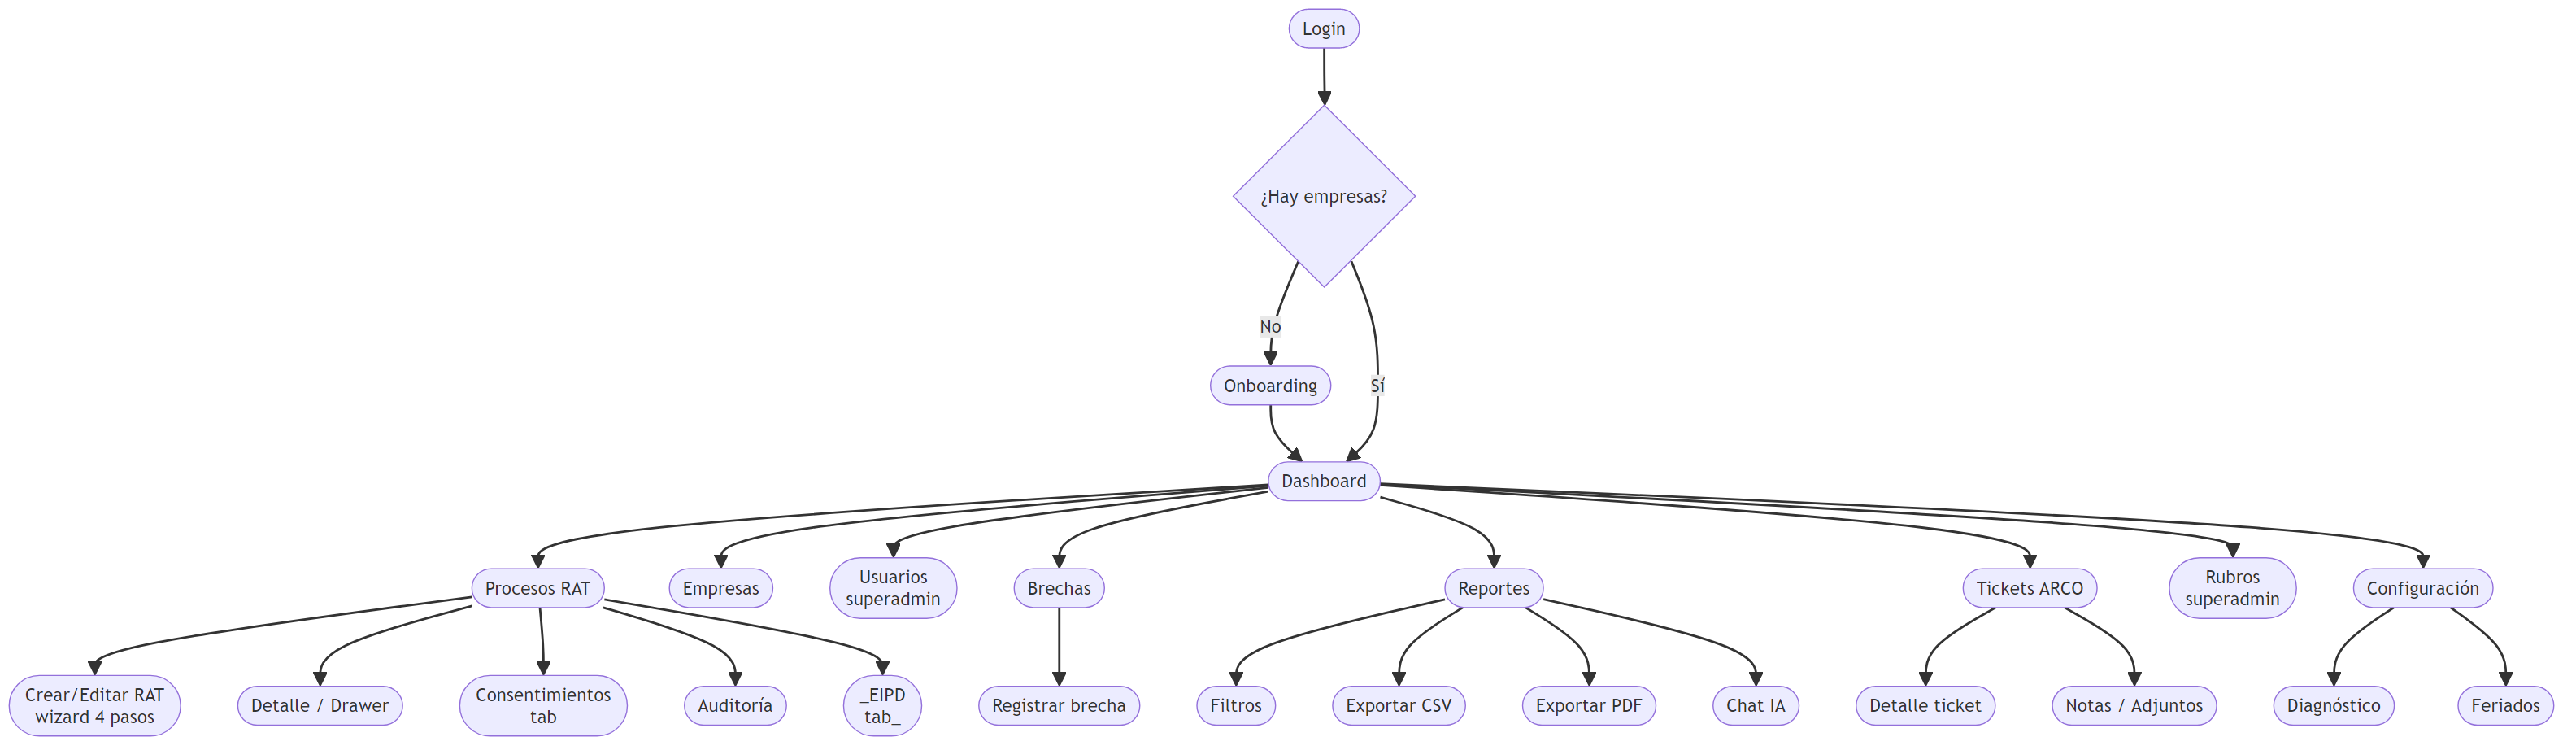 Login
¿Hay empresas?
No
Onboarding
Sí
Dashboard
Procesos RAT
Empresas
Usuarios
superadmin
Brechas
Reportes
Tickets ARCO
Rubros
superadmin
Configuración
Crear/Editar RAT
wizard 4 pasos
Detalle / Drawer
Consentimientos
tab
Auditoría
_EIPD
tab_
Registrar brecha
Filtros
Exportar CSV
Exportar PDF
Chat IA
Detalle ticket
Notas / Adjuntos
Diagnóstico
Feriados